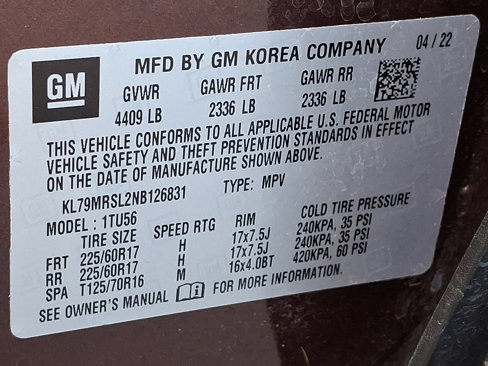 GM
MFD BY GM KOREA COMPANY 04 / 22
GVWR GAWR FRT GAWR RR
4409 LB 2336 LB 2336 LB
THIS VEHICLE CONFORMS TO ALL APPLICABLE U.S. FEDERAL MOTOR
VEHICLE SAFETY AND THEFT PREVENTION STANDARDS IN EFFECT
ON THE DATE OF MANUFACTURE SHOWN ABOVE.
KL79MRSL2NB126831 TYPE: MPV
MODEL: 1TU56
TIRE SIZE SPEED RTG RIM COLD TIRE PRESSURE
FRT 225/60R17 H 17x7.5J 240KPA, 35 PSI
RR 225/60R17 H 17x7.5J 240KPA, 35 PSI
SPA T125/70R16 M 16x4.0BT 420KPA, 60 PSI
SEE OWNER'S MANUAL FOR MORE INFORMATION.